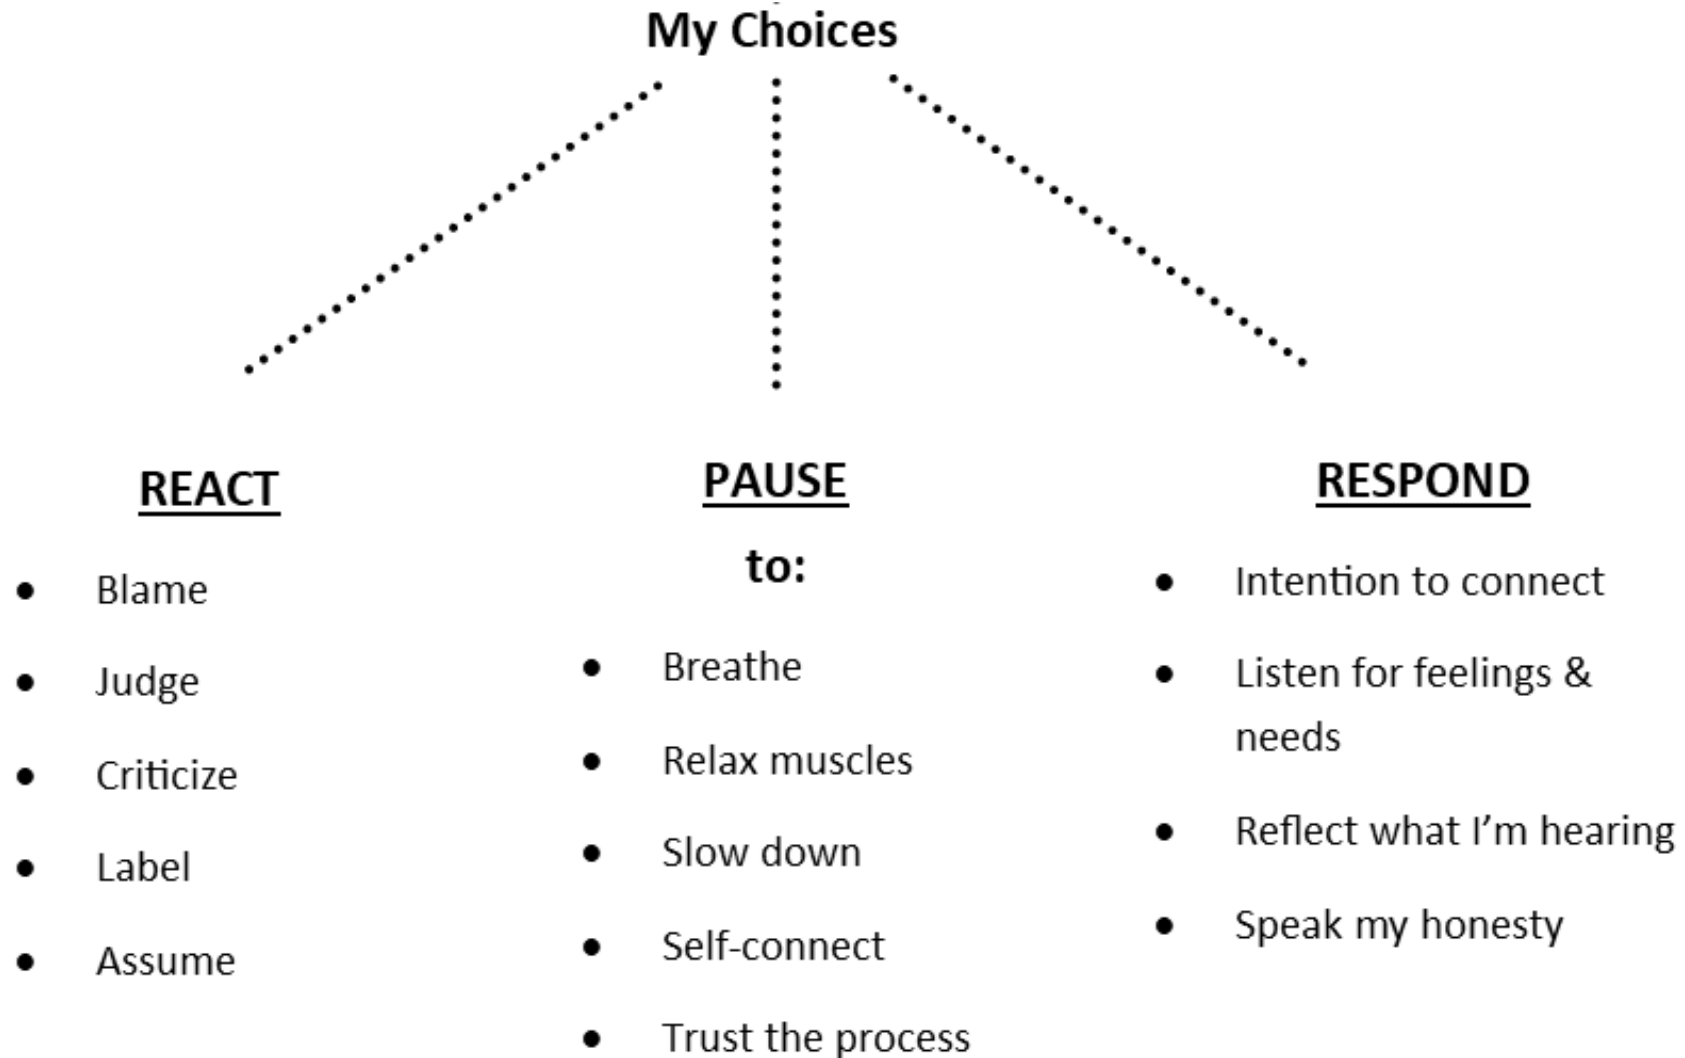 My Choices
REACT
• Blame
• Judge
• Criticize
• Label
• Assume
PAUSE
to:
• Breathe
• Relax muscles
• Slow down
• Self-connect
• Trust the process
RESPOND
• Intention to connect
• Listen for feelings &
needs
• Reflect what I’m hearing
• Speak my honesty